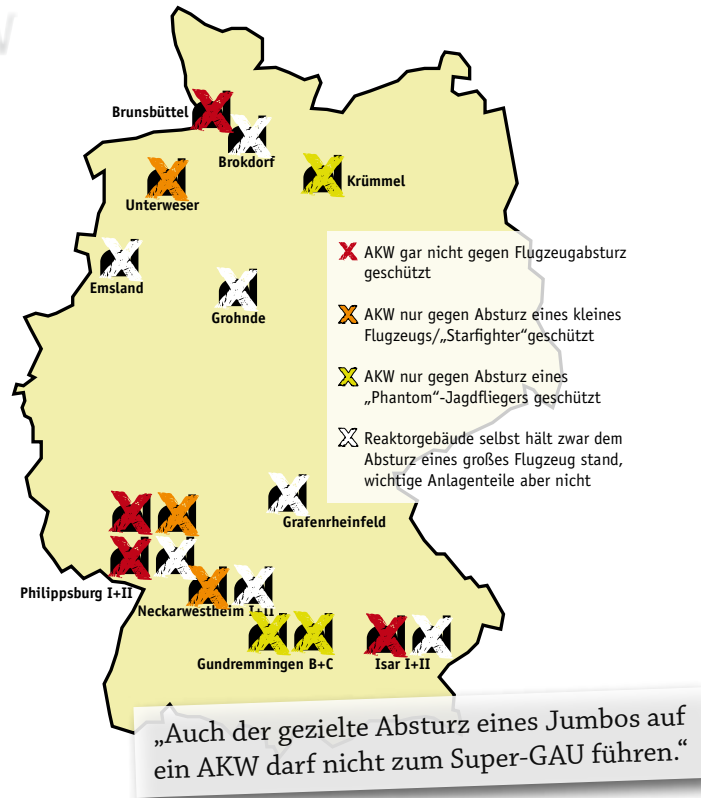 Brunsbüttel
Brokdorf
Krümmel
Unterweser
Emsland
Grohnde
AKW gar nicht gegen Flugzeugabsturz
geschützt
AKW nur gegen Absturz eines kleines
Flugzeugs/„Starfighter“geschützt
AKW nur gegen Absturz eines
„Phantom“-Jagdfliegers geschützt
Reaktorgebäude selbst hält zwar dem
Absturz eines großes Flugzeug stand,
wichtige Anlagenteile aber nicht
Grafenrheinfeld
Philippsburg I+II
Neckarwestheim I+II
Gundremmingen B+C
Isar I+II
„Auch der gezielte Absturz eines Jumbos auf
ein AKW darf nicht zum Super-GAU führen.“